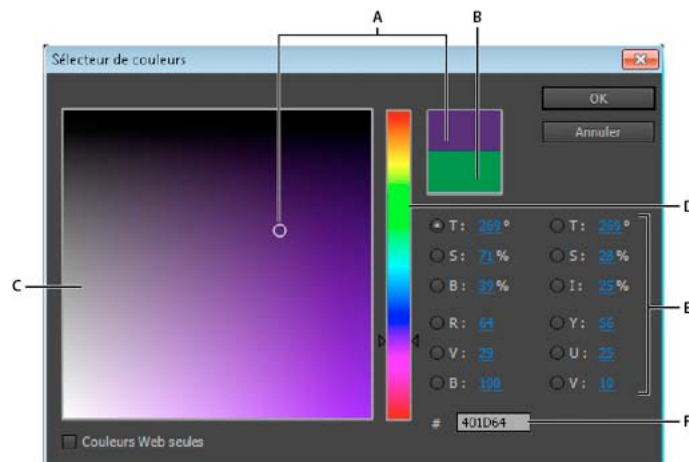 A
B
Sélecteur de couleurs
OK
Annuler
D
T: 269° T: 269°
S: 71% S: 28%
C
B: 39% I: 25%
E
R: 64 Y: 56
V: 29 U: 25
B: 100 V: 10
# 401D64
F
Couleurs Web seules